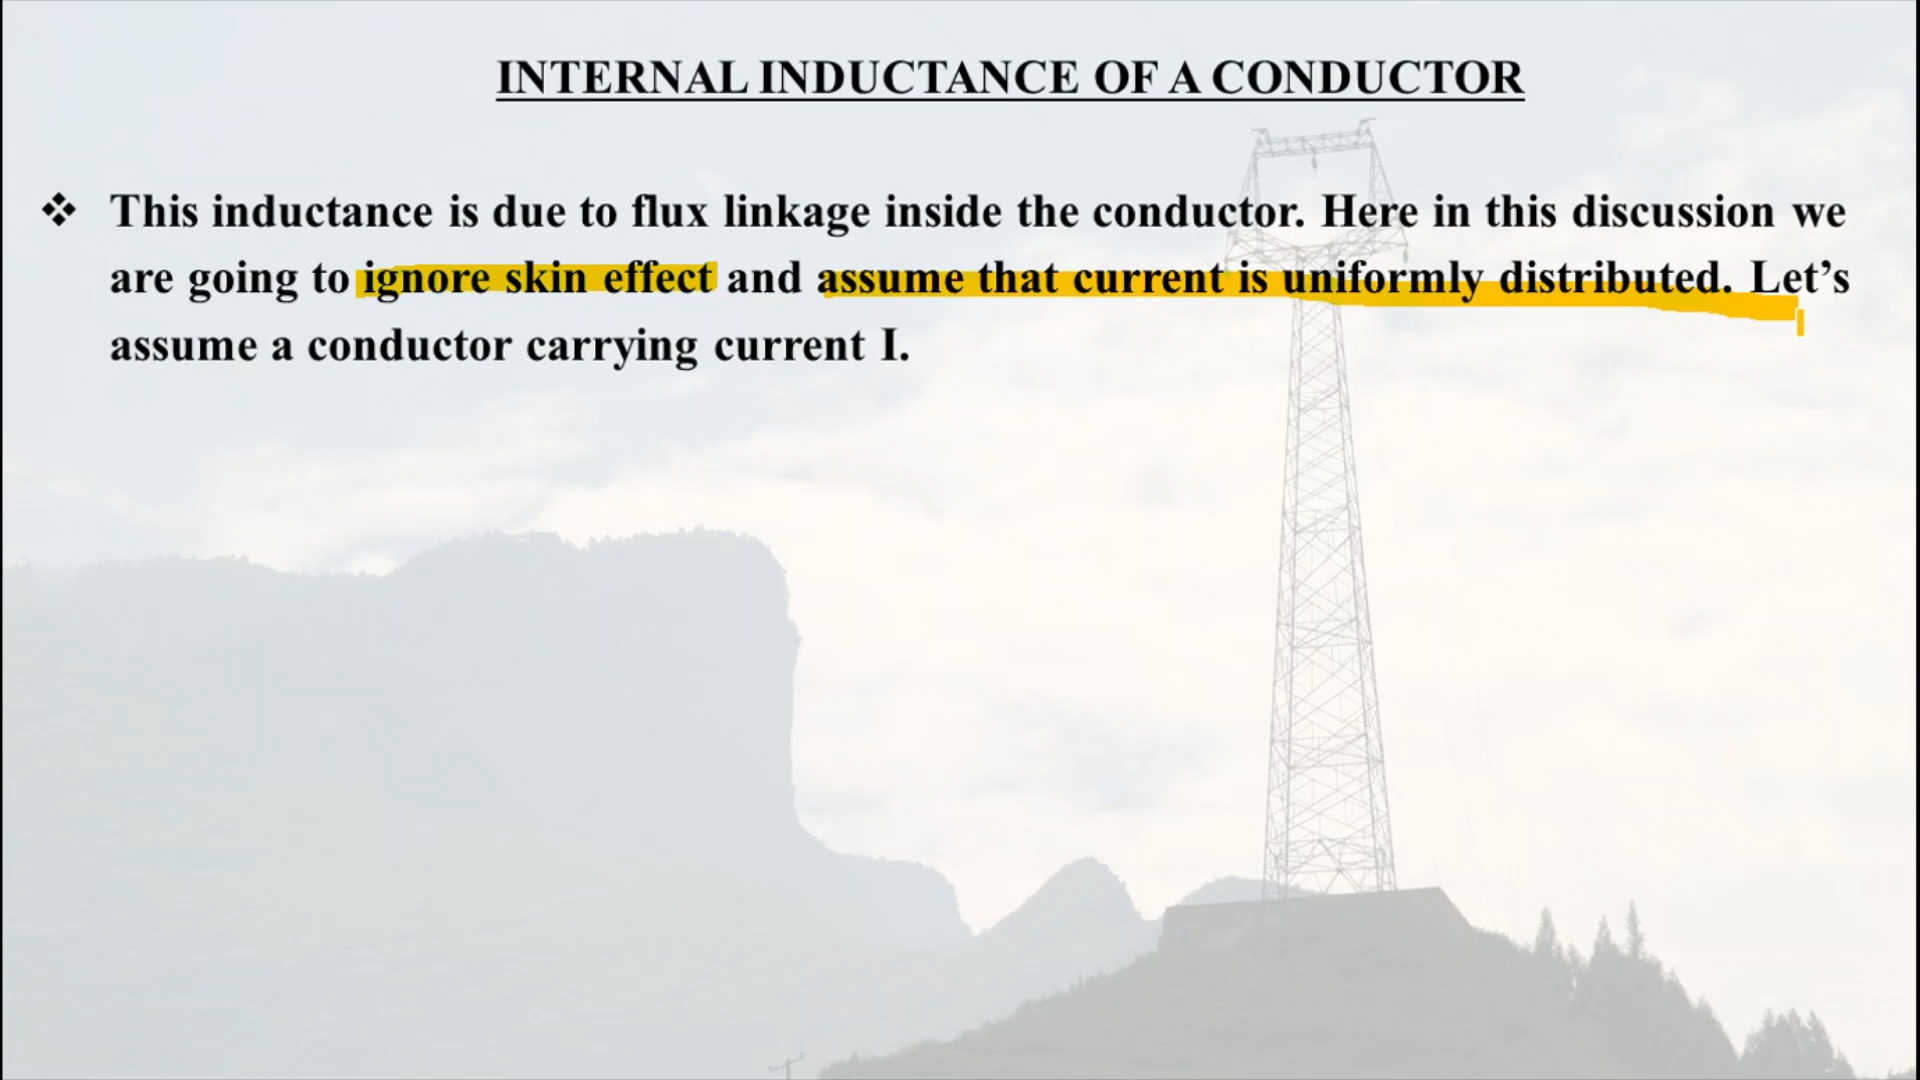 INTERNAL INDUCTANCE OF A CONDUCTOR
❖ This inductance is due to flux linkage inside the conductor. Here in this discussion we
are going to ignore skin effect and assume that current is uniformly distributed. Let’s
assume a conductor carrying current I.